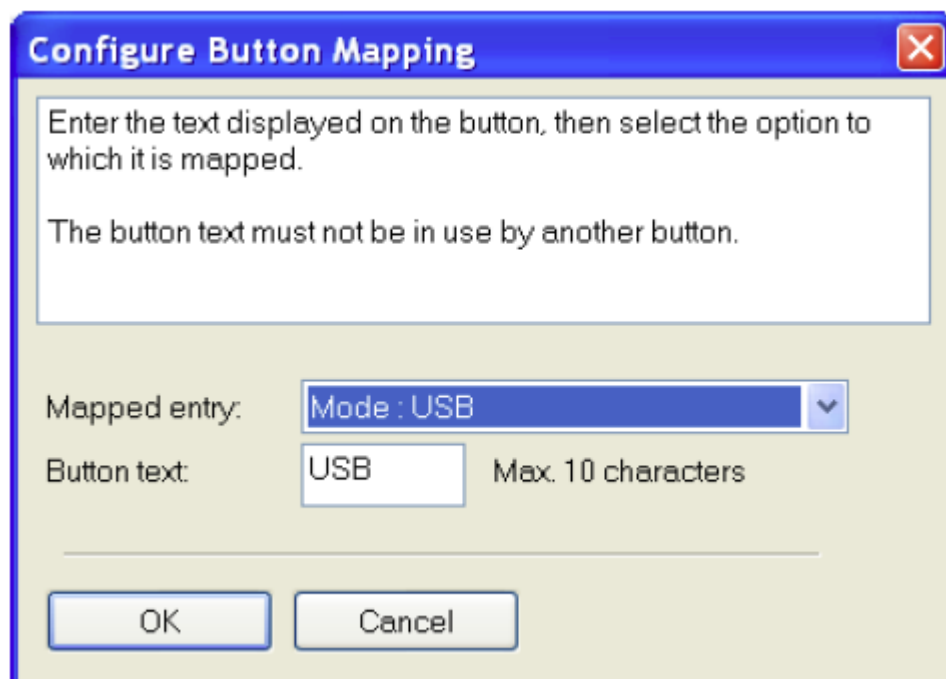 Configure Button Mapping
Enter the text displayed on the button, then select the option to
which it is mapped.
The button text must not be in use by another button.
Mapped entry: Mode : USB
Button text: USB Max. 10 characters
OK Cancel